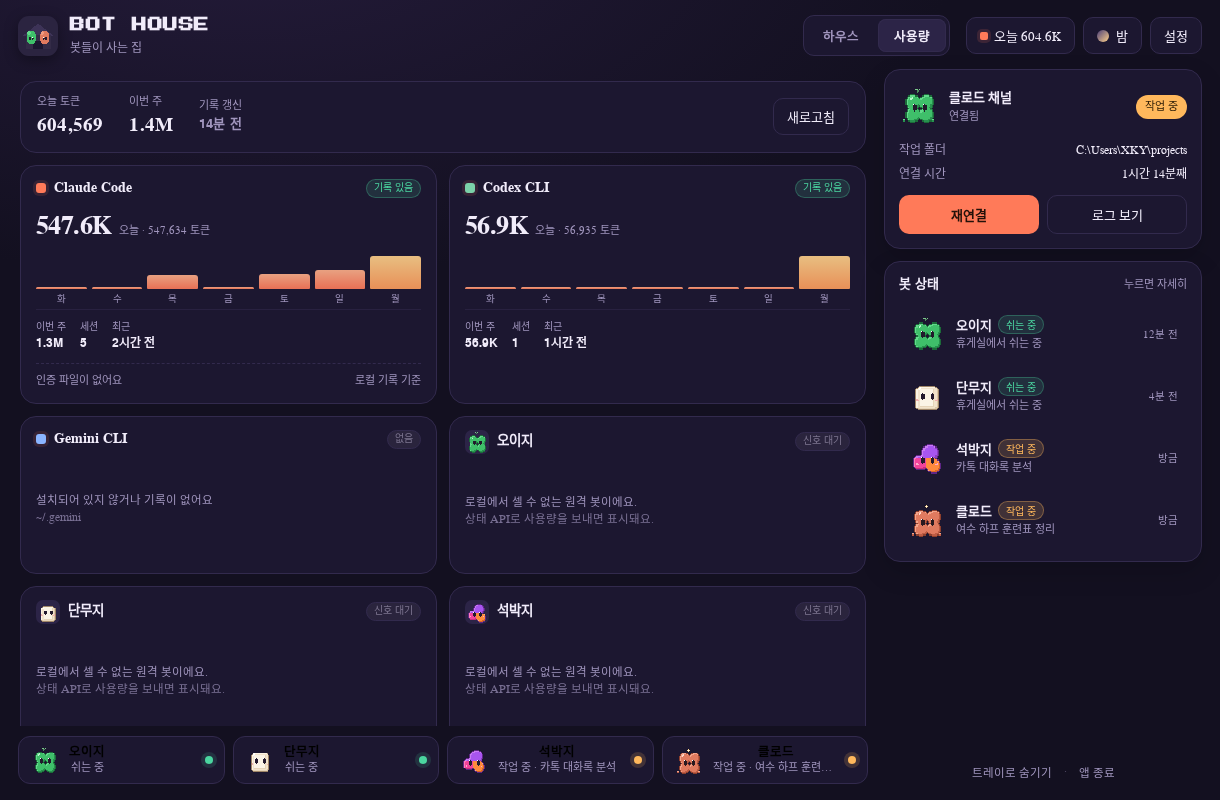 BOT HOUSE
봇들이 사는 집
하우스
사용량
오늘 604.6K
밤
설정
오늘 토큰
604,569
이번 주
1.4M
기록 갱신
14분 전
새로고침
Claude Code
기록 있음
547.6K 오늘 · 547,634 토큰
화 수 목 금 토 일 월
이번 주 세션 최근
1.3M 5 2시간 전
인증 파일이 없어요
로컬 기록 기준
Codex CLI
기록 있음
56.9K 오늘 · 56,935 토큰
화 수 목 금 토 일 월
이번 주 세션 최근
56.9K 1 1시간 전
Gemini CLI
없음
설치되어 있지 않거나 기록이 없어요
~/.gemini
오이지
신호 대기
로컬에서 셀 수 없는 원격 봇이에요.
상태 API로 사용량을 보내면 표시돼요.
단무지
신호 대기
로컬에서 셀 수 없는 원격 봇이에요.
상태 API로 사용량을 보내면 표시돼요.
석박지
신호 대기
로컬에서 셀 수 없는 원격 봇이에요.
상태 API로 사용량을 보내면 표시돼요.
오이지
쉬는 중
단무지
쉬는 중
석박지
작업 중 · 카톡 대화록 분석
클로드
작업 중 · 여수 하프 훈련…
클로드 채널
연결됨
작업 중
작업 폴더
C:\Users\XKY\projects
연결 시간
1시간 14분째
재연결
로그 보기
봇 상태
누르면 자세히
오이지 쉬는 중
휴게실에서 쉬는 중
12분 전
단무지 쉬는 중
휴게실에서 쉬는 중
4분 전
석박지 작업 중
카톡 대화록 분석
방금
클로드 작업 중
여수 하프 훈련표 정리
방금
트레이로 숨기기 · 앱 종료